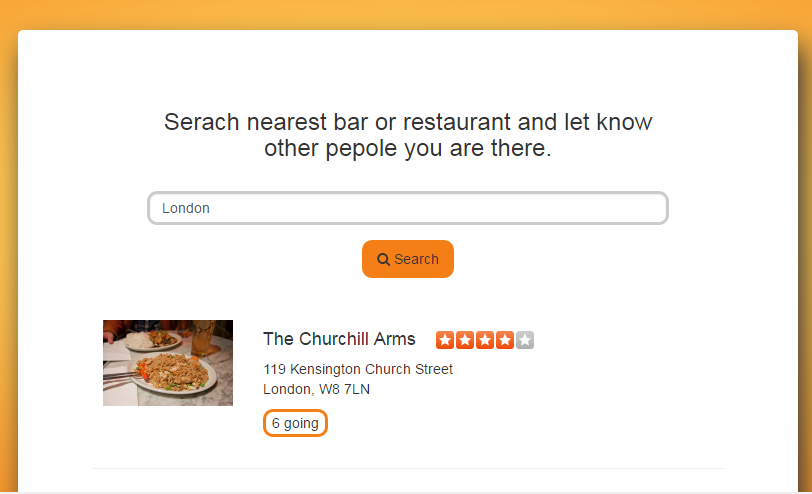 Serach nearest bar or restaurant and let know
other pepole you are there.
London
Search
The Churchill Arms
119 Kensington Church Street
London, W8 7LN
6 going